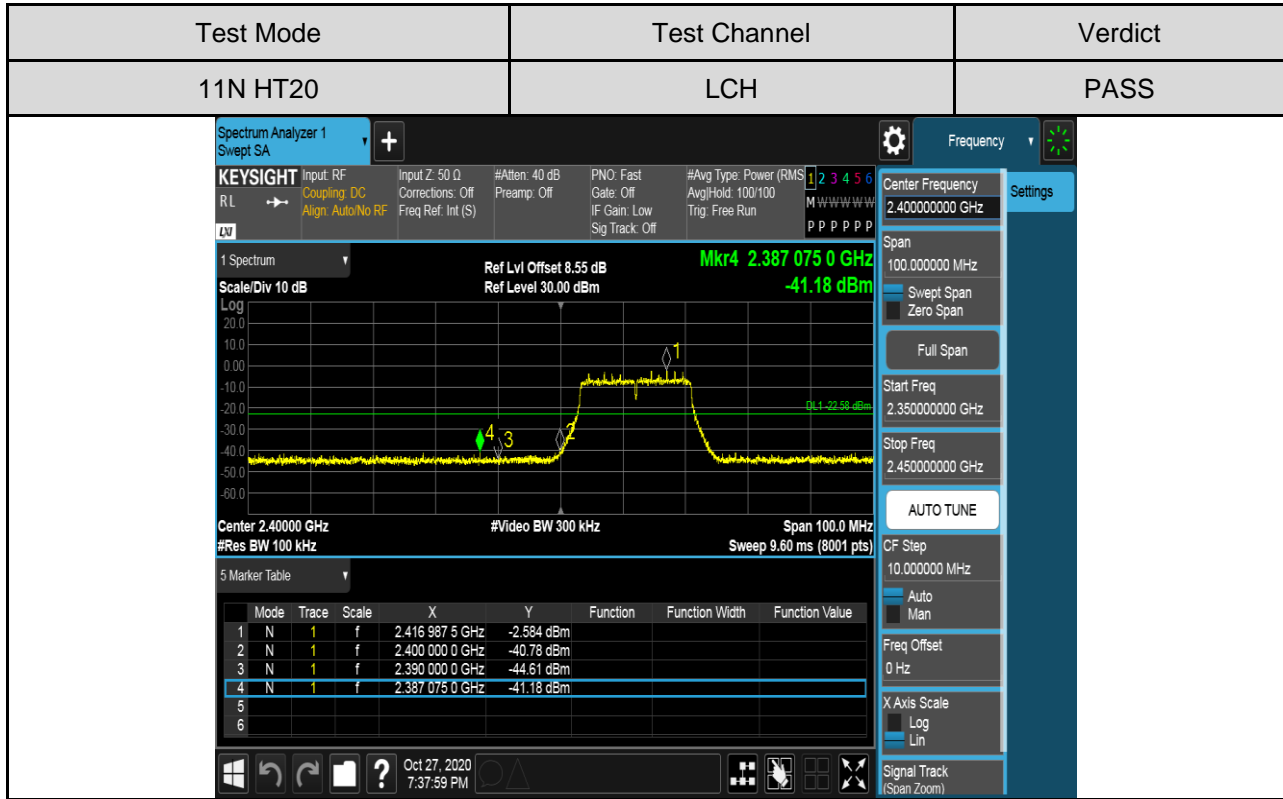 Test Mode Test Channel Verdict
11N HT20 LCH PASS
Spectrum Analyzer 1
Swept SA
+
Frequency
KEYSIGHT
RL
LXI
Input: RF
Coupling: DC
Align: Auto/No RF
Input Z: 50 Ω
Corrections: Off
Freq Ref: Int (S)
#Atten: 40 dB
Preamp: Off
PNO: Fast
Gate: Off
IF Gain: Low
Sig Track: Off
#Avg Type: Power (RMS
Avg|Hold: 100/100
Trig: Free Run
1 2 3 4 5 6
M W W W W W
P P P P P P
1 Spectrum
Scale/Div 10 dB
Ref Lvl Offset 8.55 dB
Ref Level 30.00 dBm
Mkr4 2.387 075 0 GHz
-41.18 dBm
Log
20.0
10.0
0.00
-10.0
-20.0
-30.0
-40.0
-50.0
-60.0
1
DL1 -22.58 dBm
4
3
2
Center 2.40000 GHz #Video BW 300 kHz Span 100.0 MHz
#Res BW 100 kHz Sweep 9.60 ms (8001 pts)
5 Marker Table
Mode Trace Scale X Y Function Function Width Function Value
1 N 1 f 2.416 987 5 GHz -2.584 dBm
2 N 1 f 2.400 000 0 GHz -40.78 dBm
3 N 1 f 2.390 000 0 GHz -44.61 dBm
4 N 1 f 2.387 075 0 GHz -41.18 dBm
5
6
?
Oct 27, 2020
7:37:59 PM
Center Frequency
2.400000000 GHz
Settings
Span
100.000000 MHz
Swept Span
Zero Span
Full Span
Start Freq
2.350000000 GHz
Stop Freq
2.450000000 GHz
AUTO TUNE
CF Step
10.000000 MHz
Auto
Man
Freq Offset
0 Hz
X Axis Scale
Log
Lin
Signal Track
(Span Zoom)